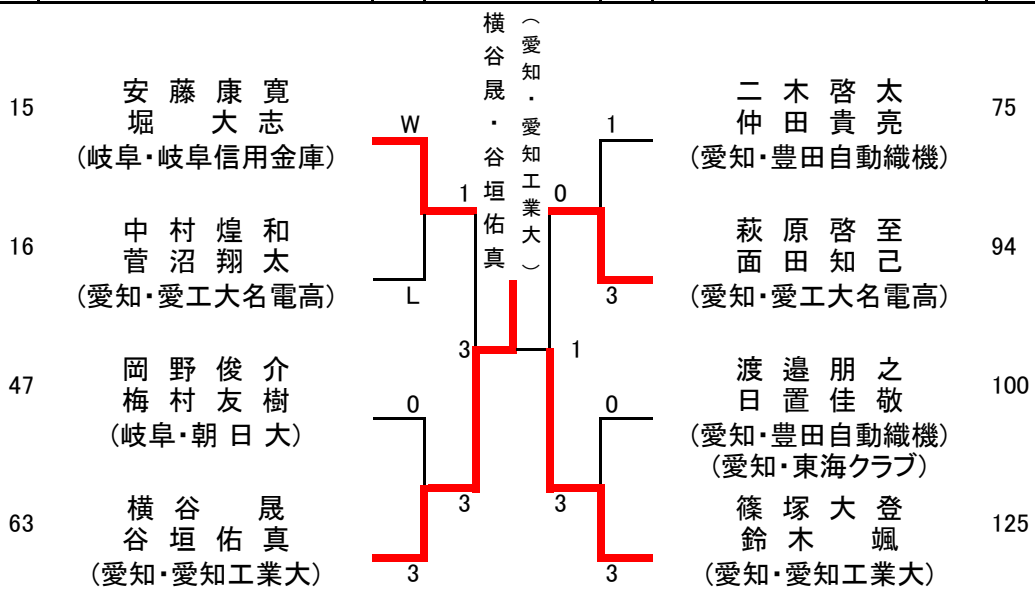 横谷晟・谷垣佑真
（愛知・愛知工業大）
15
安藤康寛
堀 大志
(岐阜・岐阜信用金庫)
W
16
中村煌和
菅沼翔太
(愛知・愛工大名電高)
L
1
47
岡野俊介
梅村友樹
(岐阜・朝日大)
0
63
横谷 晟
谷垣佑真
(愛知・愛知工業大)
3
3
3
1
二木啓太
仲田貴亮
(愛知・豊田自動織機)
75
0
萩原啓至
面田知己
(愛知・愛工大名電高)
94
3
1
渡邉朋之
日置佳敬
(愛知・豊田自動織機)
(愛知・東海クラブ)
100
0
3
篠塚大登
鈴木 颯
(愛知・愛知工業大)
125
3